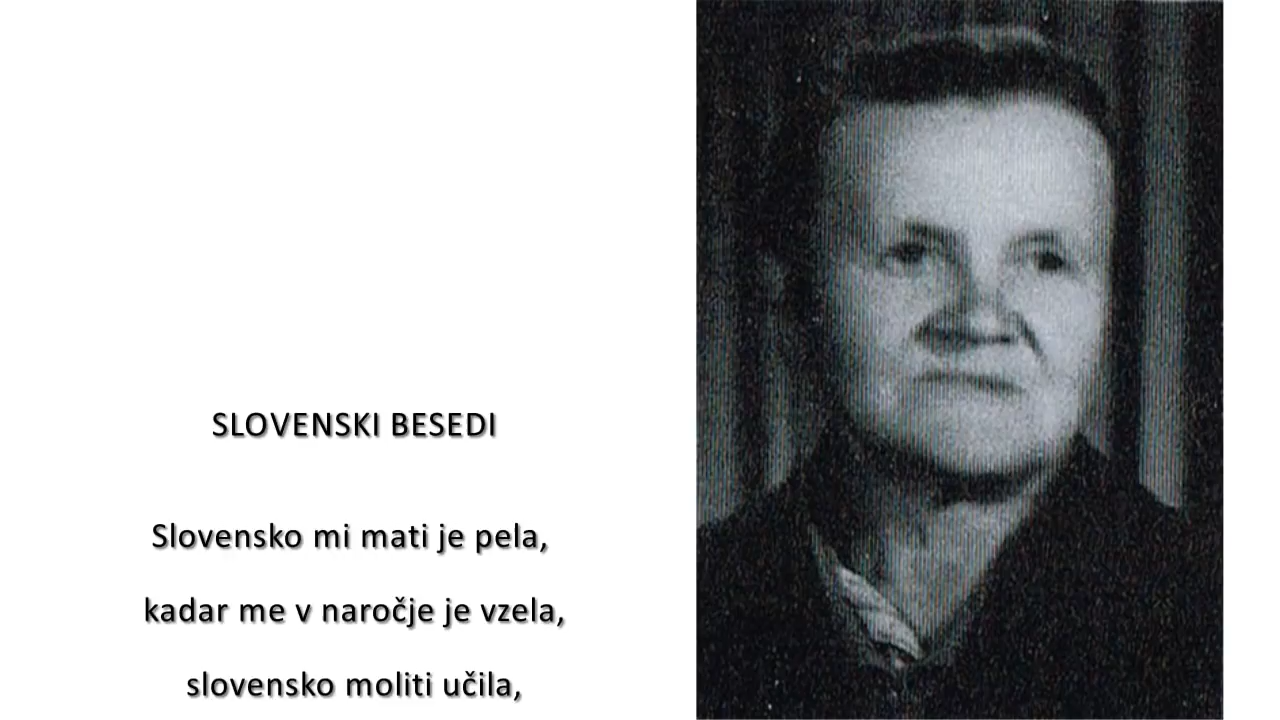 SLOVENSKI BESEDI
Slovensko mi mati je pela,
kadar me v naročje je vzela,
slovensko moliti učila,